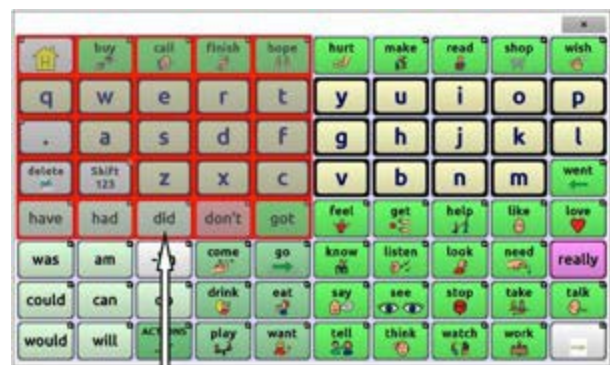 x
H buy call finish hope hurt make read shop wish
q w e r t y u i o p
. a s d f g h j k l
delete Shift 123 z x c v b n m went
have had did don't got feel get help like love
was am come go know listen look need really
could can drink eat say see stop take talk
would will play want tell think watch work